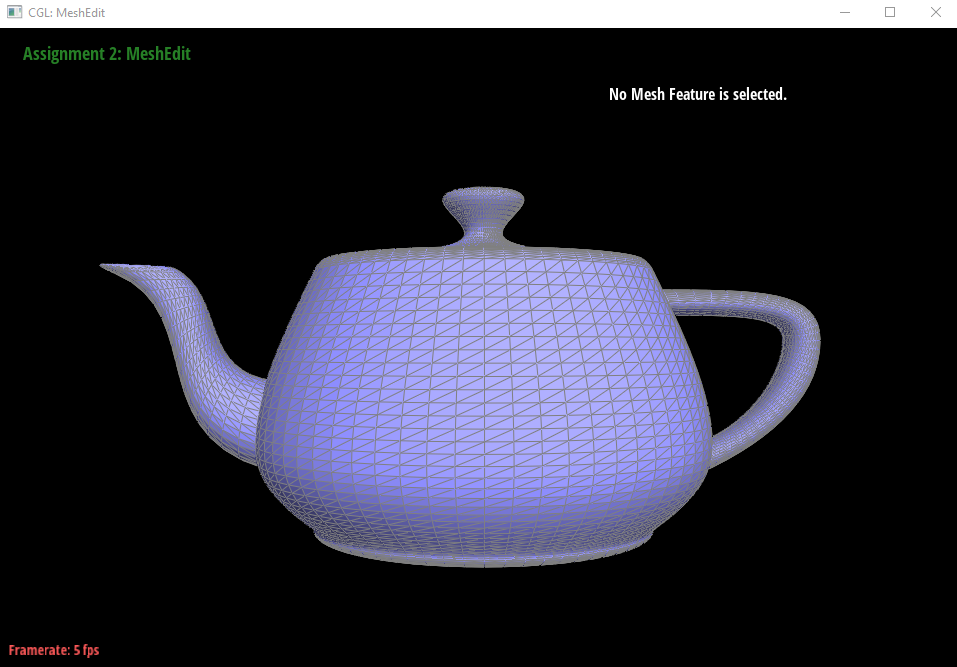 CGL: MeshEdit
Assignment 2: MeshEdit
No Mesh Feature is selected.
Framerate: 5 fps